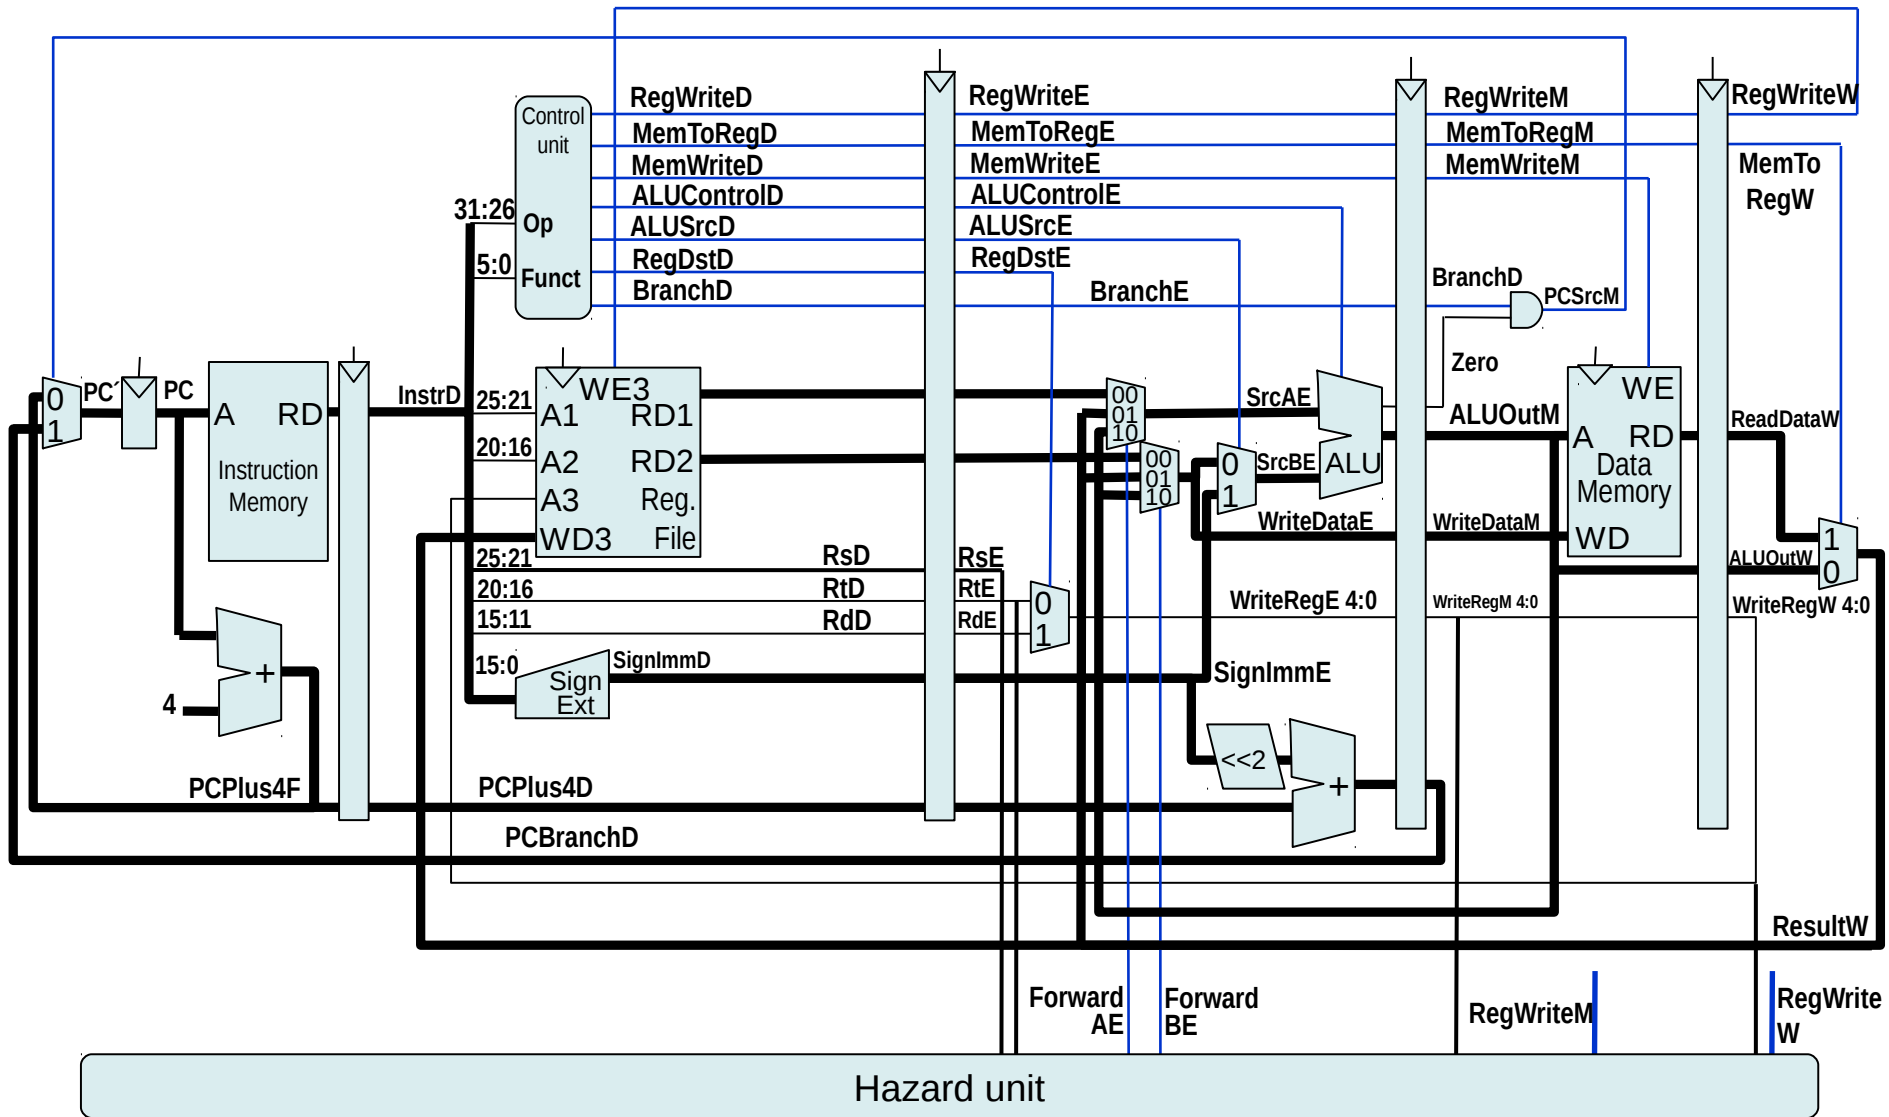 RegWriteD
RegWriteE
RegWriteM
RegWriteW
Control
unit
MemToRegD
MemToRegE
MemToRegM
MemWriteD
MemWriteE
MemWriteM
MemTo
RegW
ALUControlD
ALUControlE
31:26
Op
ALUSrcD
ALUSrcE
5:0
Funct
RegDstD
RegDstE
BranchD
BranchE
BranchD
PCSrcM
Zero
0
1
PC´
PC
A RD
Instruction
Memory
InstrD
25:21
20:16
WE3
A1 RD1
A2 RD2
A3 Reg.
WD3 File
00
01
10
00
01
10
SrcAE
0
1
SrcBE
ALU
ALUOutM
WE
A RD
Data
Memory
WD
ReadDataW
WriteDataE
WriteDataM
1
0
ALUOutW
25:21
RsD
RsE
20:16
RtD
RtE
15:11
RdD
RdE
0
1
WriteRegE 4:0
WriteRegM 4:0
WriteRegW 4:0
15:0
Sign
Ext
SignImmD
SignImmE
+
4
<<2
+
PCPlus4F
PCPlus4D
PCBranchD
ResultW
Forward
AE
Forward
BE
RegWriteM
RegWrite
W
Hazard unit